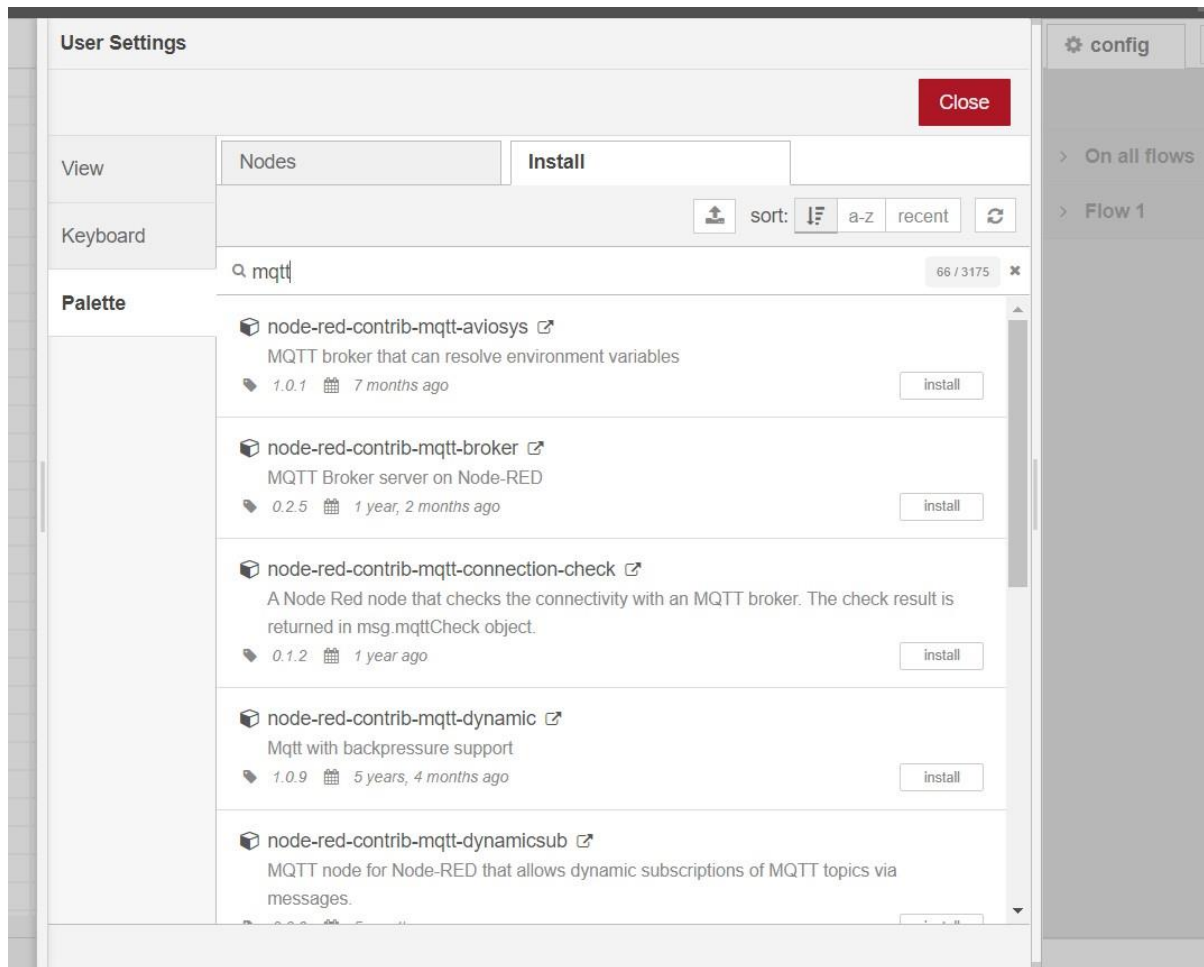 User Settings
config
Close
View
Nodes
Install
On all flows
sort:
a-z
recent
Flow 1
Keyboard
mqtt
66 / 3175
Palette
node-red-contrib-mqtt-aviosys
MQTT broker that can resolve environment variables
1.0.1 7 months ago
install
node-red-contrib-mqtt-broker
MQTT Broker server on Node-RED
0.2.5 1 year, 2 months ago
install
node-red-contrib-mqtt-connection-check
A Node Red node that checks the connectivity with an MQTT broker. The check result is
returned in msg.mqttCheck object.
0.1.2 1 year ago
install
node-red-contrib-mqtt-dynamic
Mqtt with backpressure support
1.0.9 5 years, 4 months ago
install
node-red-contrib-mqtt-dynamicsub
MQTT node for Node-RED that allows dynamic subscriptions of MQTT topics via
messages.